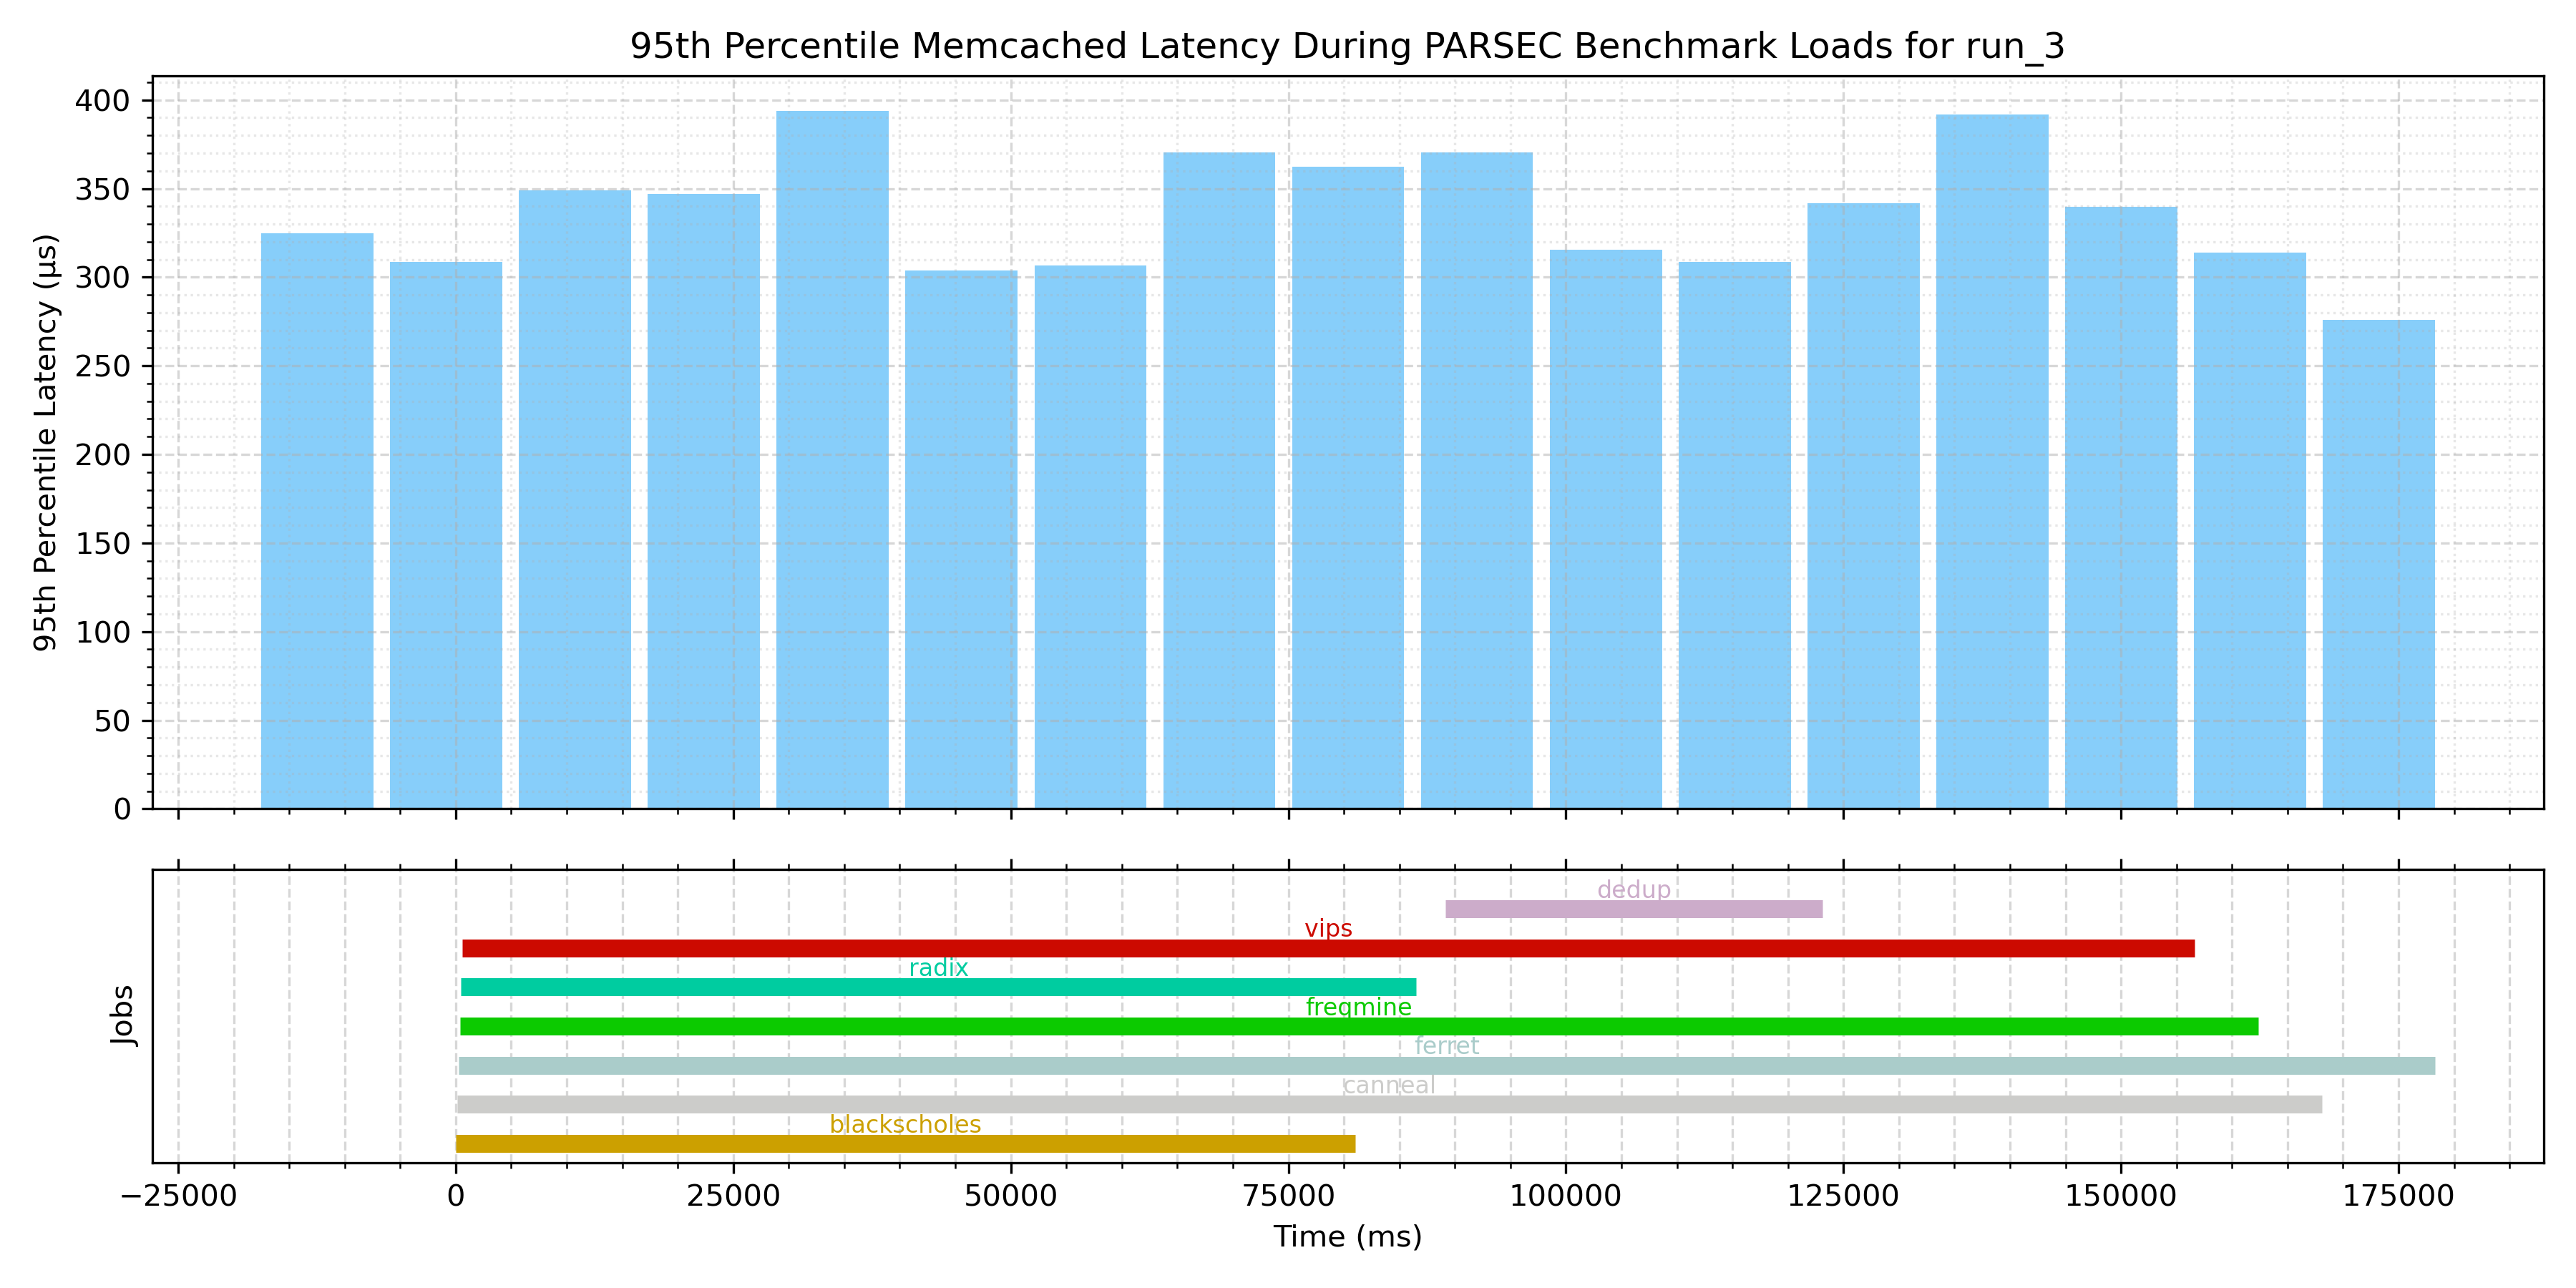 95th Percentile Memcached Latency During PARSEC Benchmark Loads for run_3
95th Percentile Latency (μs)
400
350
300
250
200
150
100
50
0
Jobs
dedup
vips
radix
freqmine
ferret
canneal
blackscholes
−25000 0 25000 50000 75000 100000 125000 150000 175000
Time (ms)